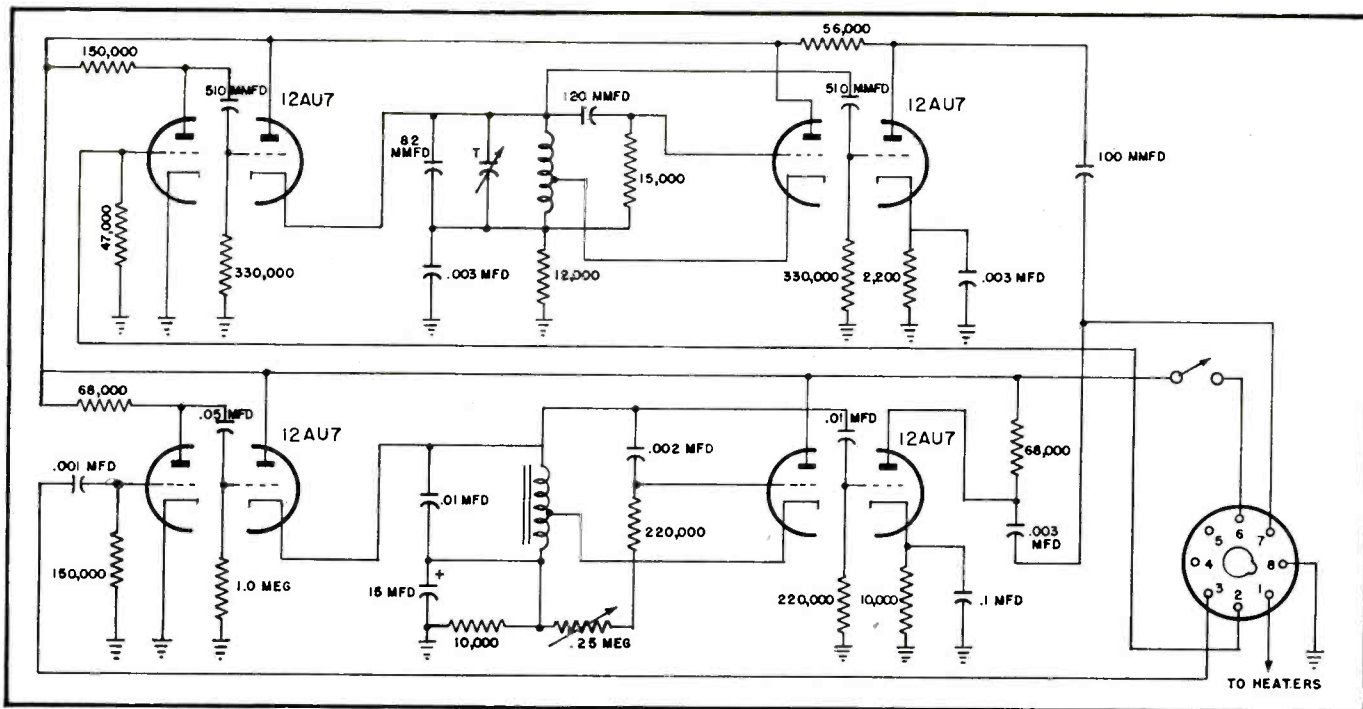 56,000
150,000
510 MMFD
12AU7
120 MMFD
510 MMFD
12AU7
82
MMFD
T
15,000
100 MMFD
47,000
330,000
.003 MFD
12,000
330,000
2,200
.003 MFD
68,000
.05 MFD
12AU7
.01 MFD
12AU7
.002 MFD
68,000
.001 MFD
.01 MFD
220,000
.003
MFD
150,000
1.0 MEG
15 MFD
+
10,000
.25 MEG
220,000
10,000
.1 MFD
5
6
7
4
8
3
2
1
TO HEATERS